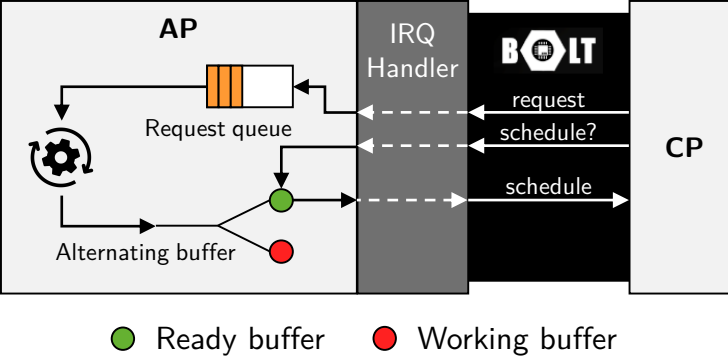 AP
IRQ
Handler
BOLT
request
Request queue
schedule?
CP
schedule
Alternating buffer
Ready buffer
Working buffer